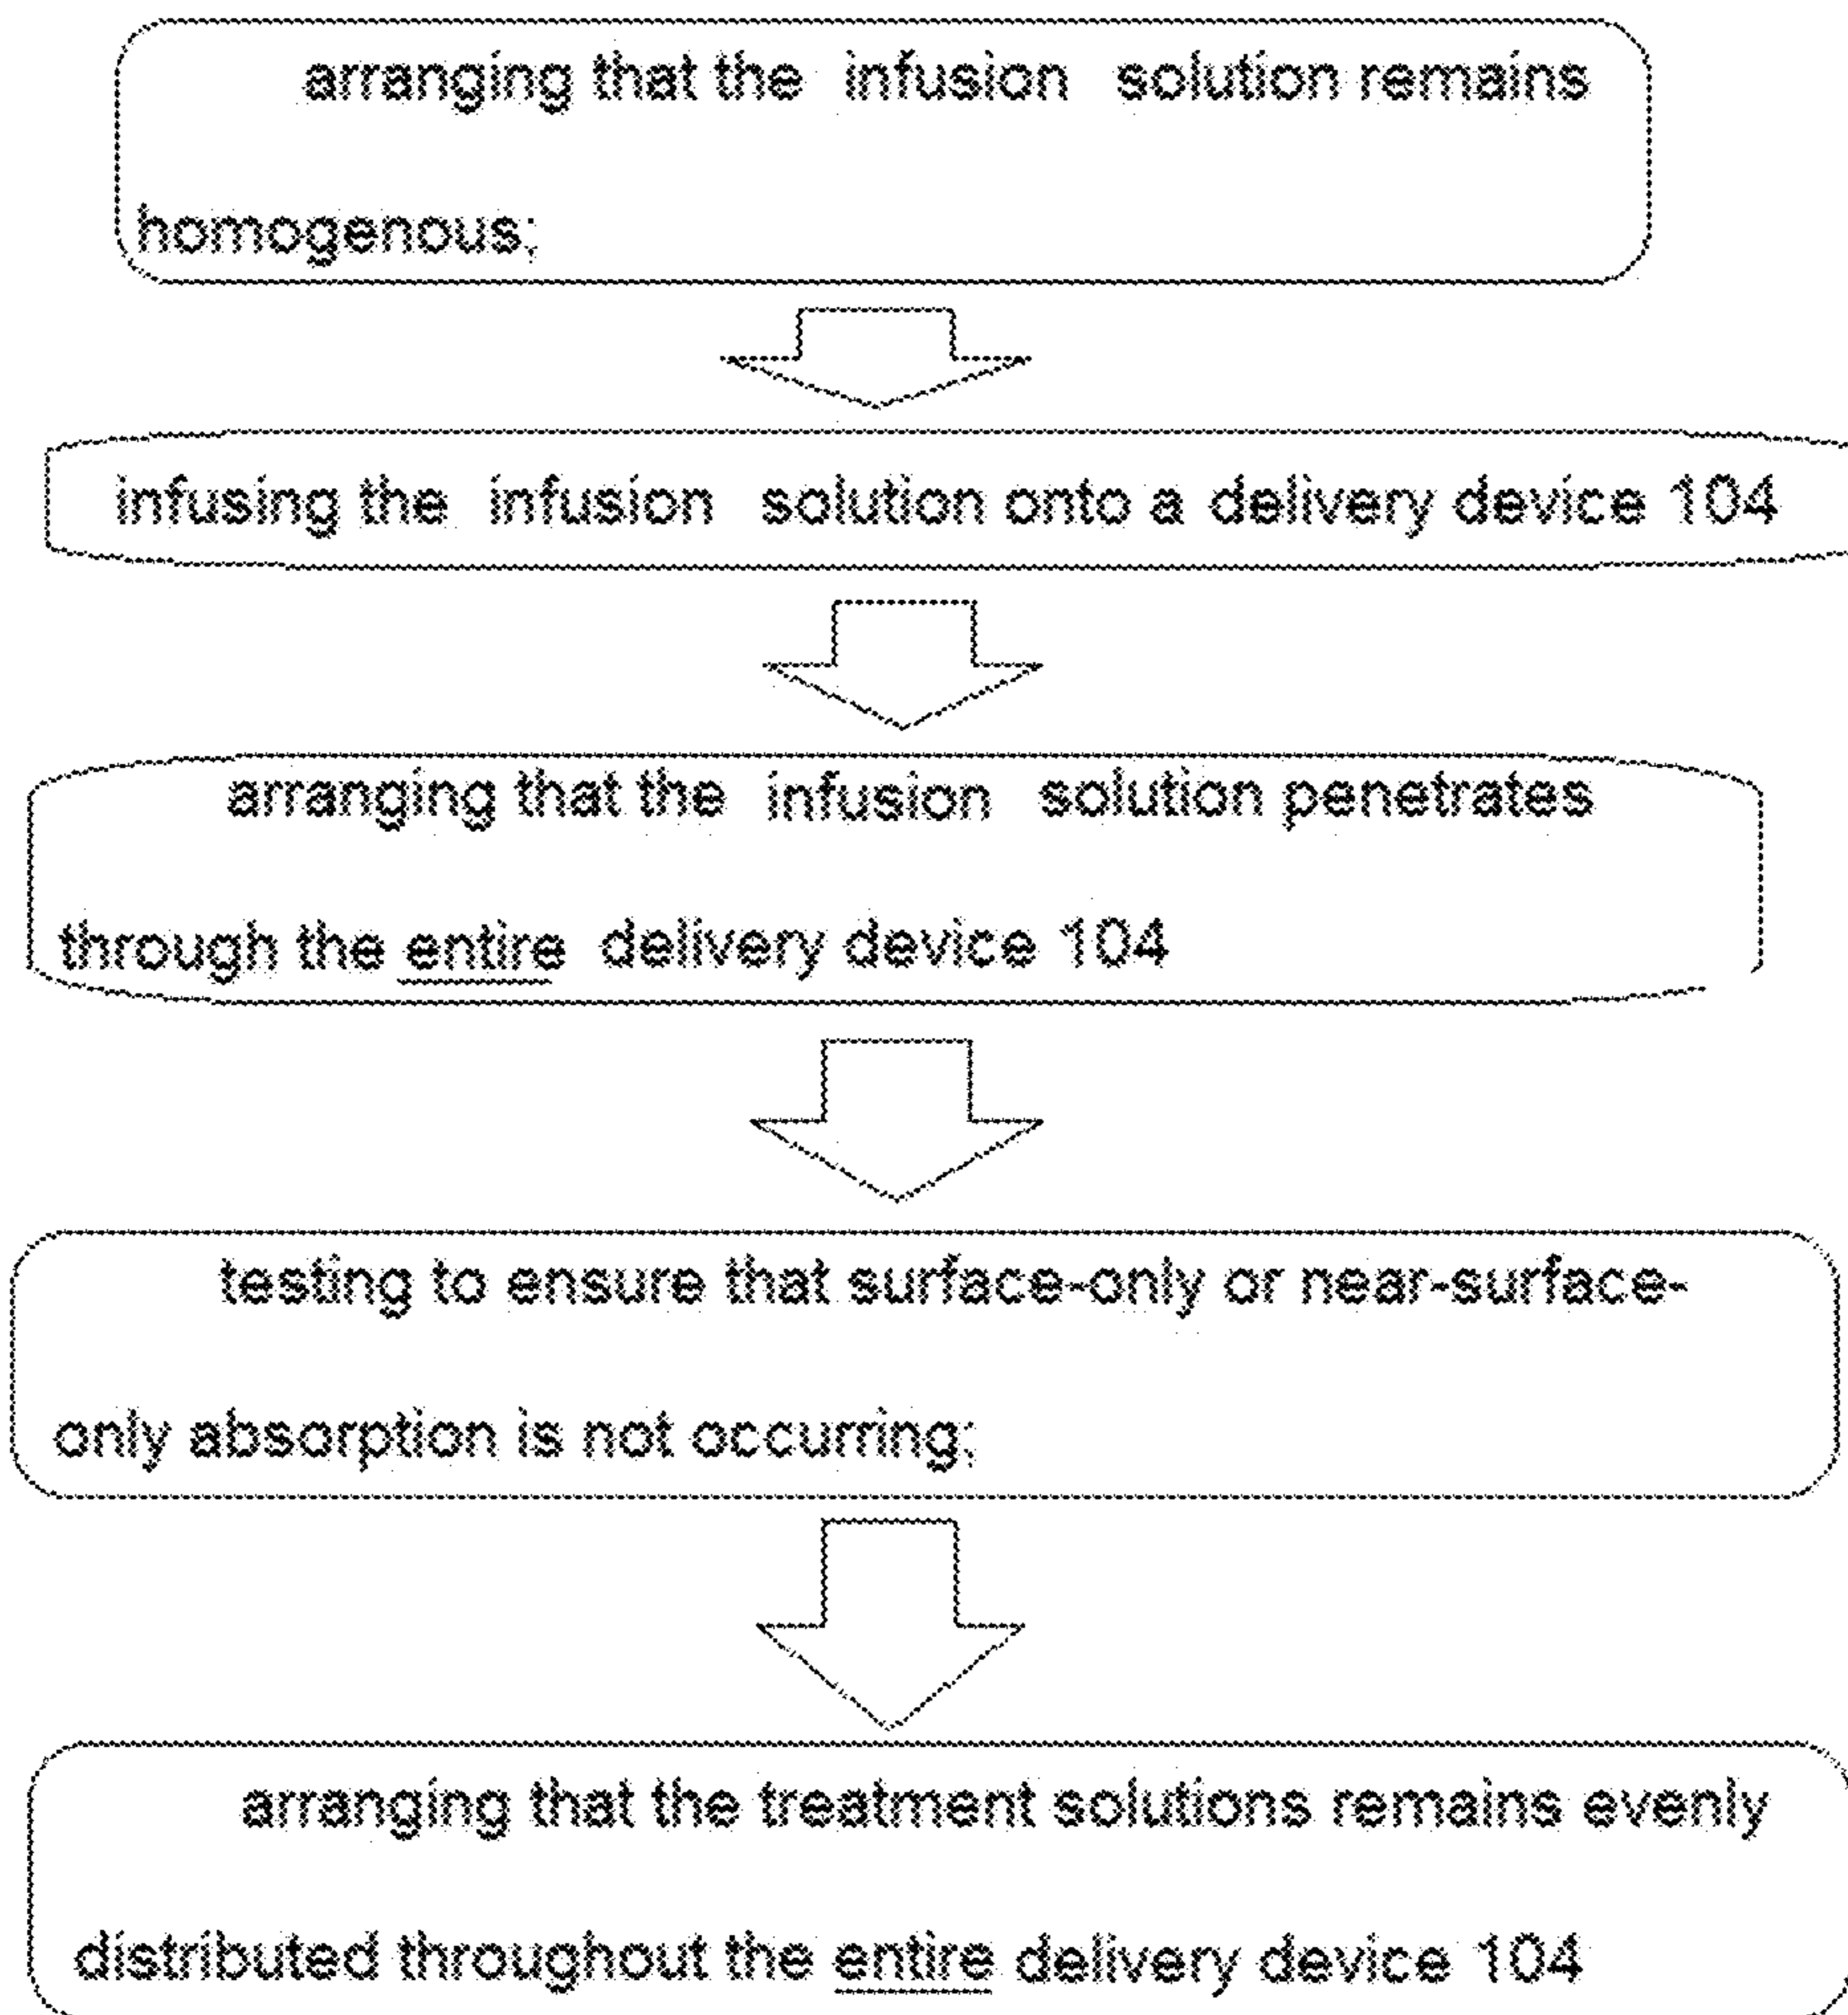 arranging that the infusion solution remains
homogenous;
infusing the infusion solution onto a delivery device 104
arranging that the infusion solution penetrates
through the entire delivery device 104
testing to ensure that surface-only or near-surface-
only absorption is not occurring;
arranging that the treatment solutions remains evenly
distributed throughout the entire delivery device 104